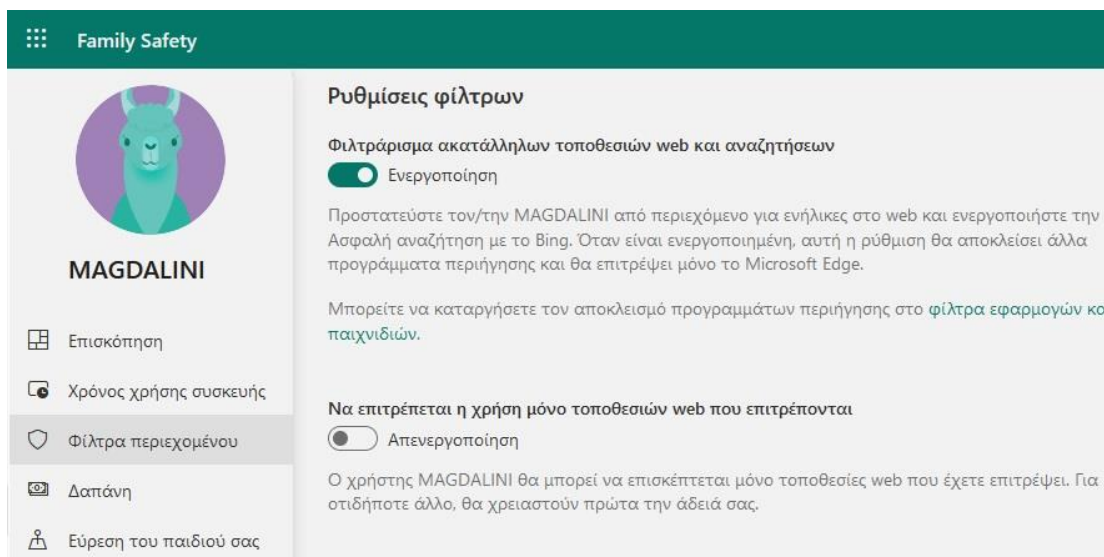 Family Safety
MAGDALINI
Επισκόπηση
Χρόνος χρήσης συσκευής
Φίλτρα περιεχομένου
Δαπάνη
Εύρεση του παιδιού σας
Ρυθμίσεις φίλτρων
Φιλτράρισμα ακατάλληλων τοποθεσιών web και αναζητήσεων
Ενεργοποίηση
Προστατεύστε τον/την MAGDALINI από περιεχόμενο για ενήλικες στο web και ενεργοποιήστε την
Ασφαλή αναζήτηση με το Bing. Όταν είναι ενεργοποιημένη, αυτή η ρύθμιση θα αποκλείσει άλλα
προγράμματα περιήγησης και θα επιτρέψει μόνο το Microsoft Edge.
Μπορείτε να καταργήσετε τον αποκλεισμό προγραμμάτων περιήγησης στο φίλτρα εφαρμογών
παιχνιδιών.
Να επιτρέπεται η χρήση μόνο τοποθεσιών web που επιτρέπονται
Απενεργοποίηση
Ο χρήστης MAGDALINI θα μπορεί να επισκέπτεται μόνο τοποθεσίες web που έχετε επιτρέψει. Για
οτιδήποτε άλλο, θα χρειαστούν πρώτα την άδειά σας.